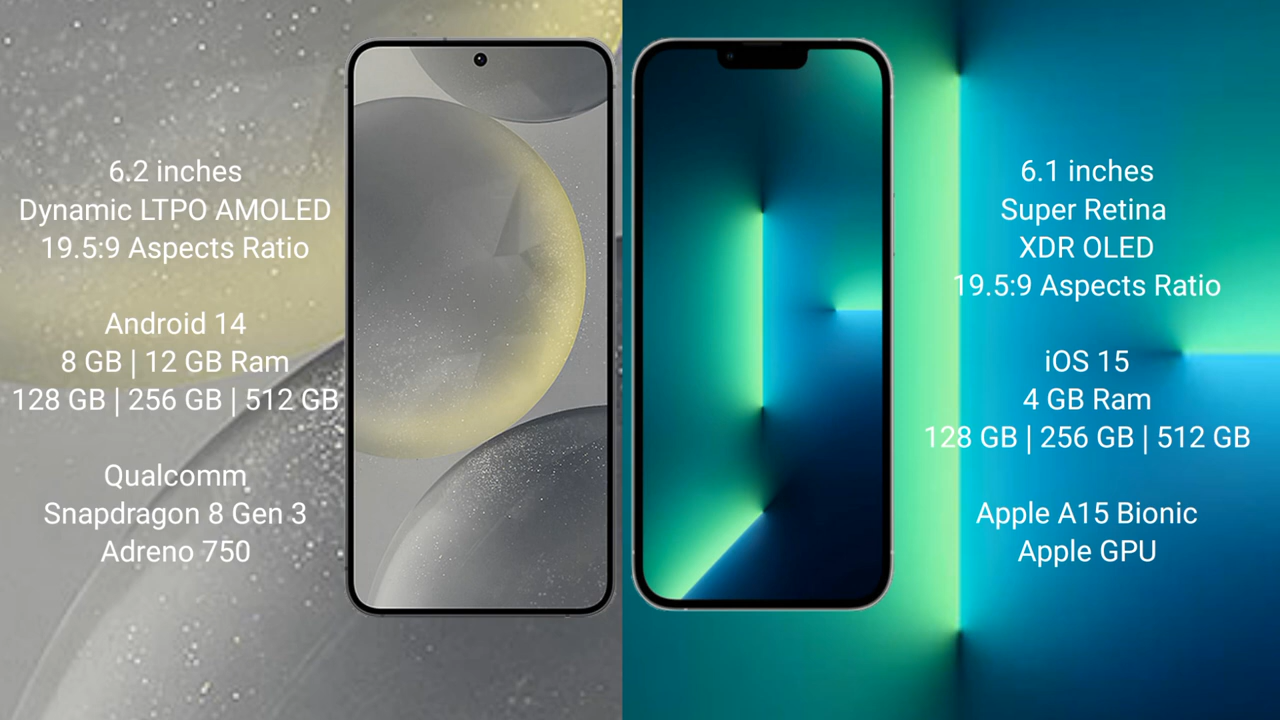 6.2 inches
Dynamic LTPO AMOLED
19.5:9 Aspects Ratio
Android 14
8 GB | 12 GB Ram
128 GB | 256 GB | 512 GB
Qualcomm
Snapdragon 8 Gen 3
Adreno 750
6.1 inches
Super Retina
XDR OLED
19.5:9 Aspects Ratio
iOS 15
4 GB Ram
128 GB | 256 GB | 512 GB
Apple A15 Bionic
Apple GPU